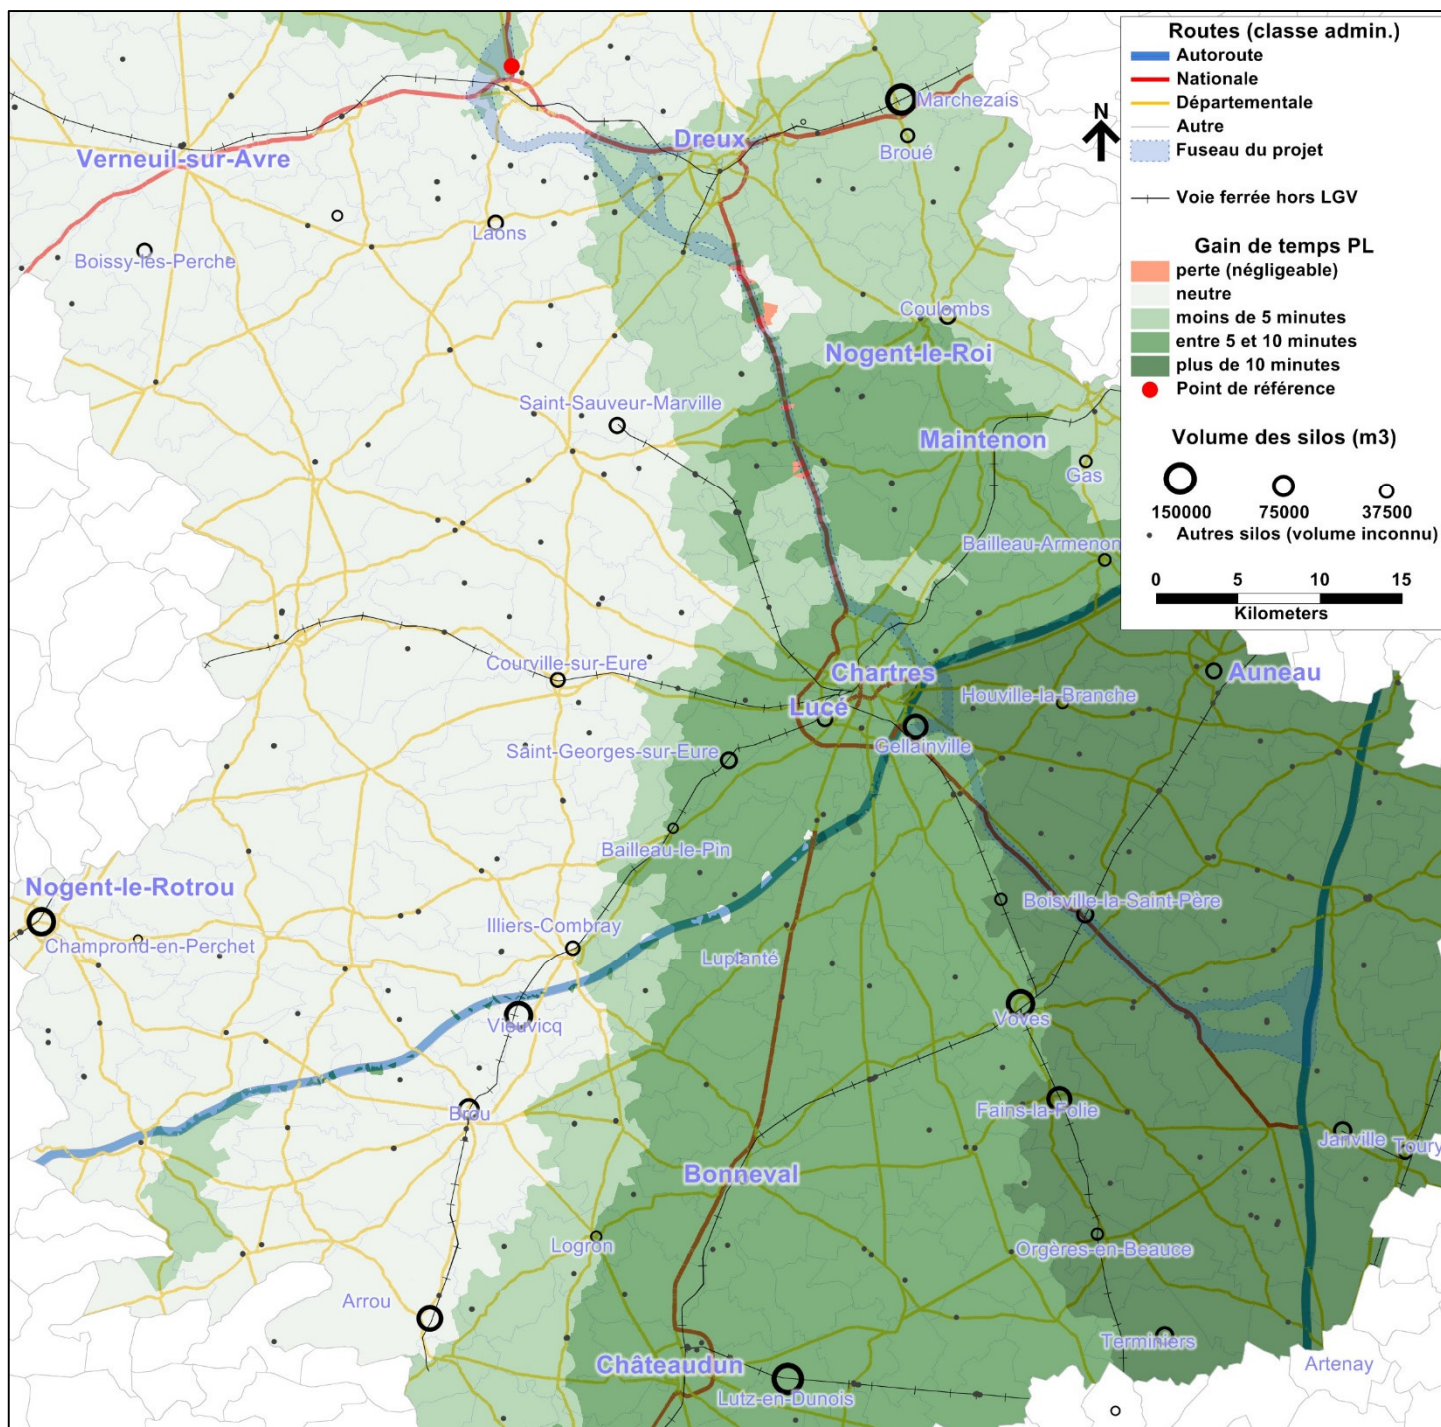 Routes (classe admin.)
Autoroute
Nationale
Départementale
Autre
Fuseau du projet
Voie ferrée hors LGV
Gain de temps PL
perte (négligeable)
neutre
moins de 5 minutes
entre 5 et 10 minutes
plus de 10 minutes
Point de référence
Volume des silos (m3)
150000
75000
37500
Autres silos (volume inconnu)
0
5
10
15
Kilometers
N
Marchezais
Dreux
Broué
Verneuil-sur-Avre
Laons
Boissy-les-Perche
Coulombs
Nogent-le-Roi
Saint-Sauveur-Marville
Maintenon
Gas
Bailleau-Armenon
Courville-sur-Eure
Chartres
Auneau
Houville-la-Branche
Lucé
Gellainville
Saint-Georges-sur-Eure
Bailleau-le-Pin
Nogent-le-Rotrou
Boisville-la-Saint-Père
Illiers-Combray
Champrond-en-Perchet
Luplanté
Vieuvicq
Voves
Brou
Fains-la-Folie
Janville
Toury
Bonneval
Logron
Orgères-en-Beauce
Arrou
Terminiers
Châteaudun
Artenay
Lutz-en-Dunois